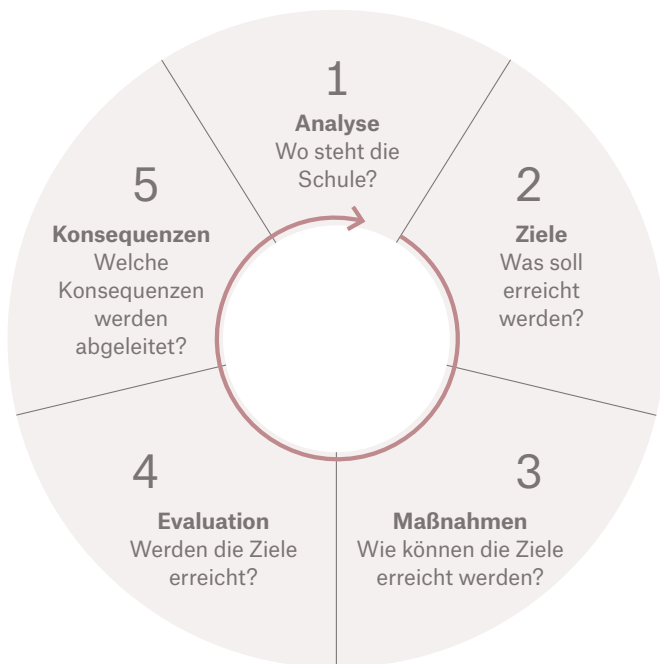 1
Analyse
Wo steht die
Schule?
2
Ziele
Was soll
erreicht
werden?
3
Maßnahmen
Wie können die Ziele
erreicht werden?
4
Evaluation
Werden die Ziele
erreicht?
5
Konsequenzen
Welche
Konsequenzen
werden
abgeleitet?